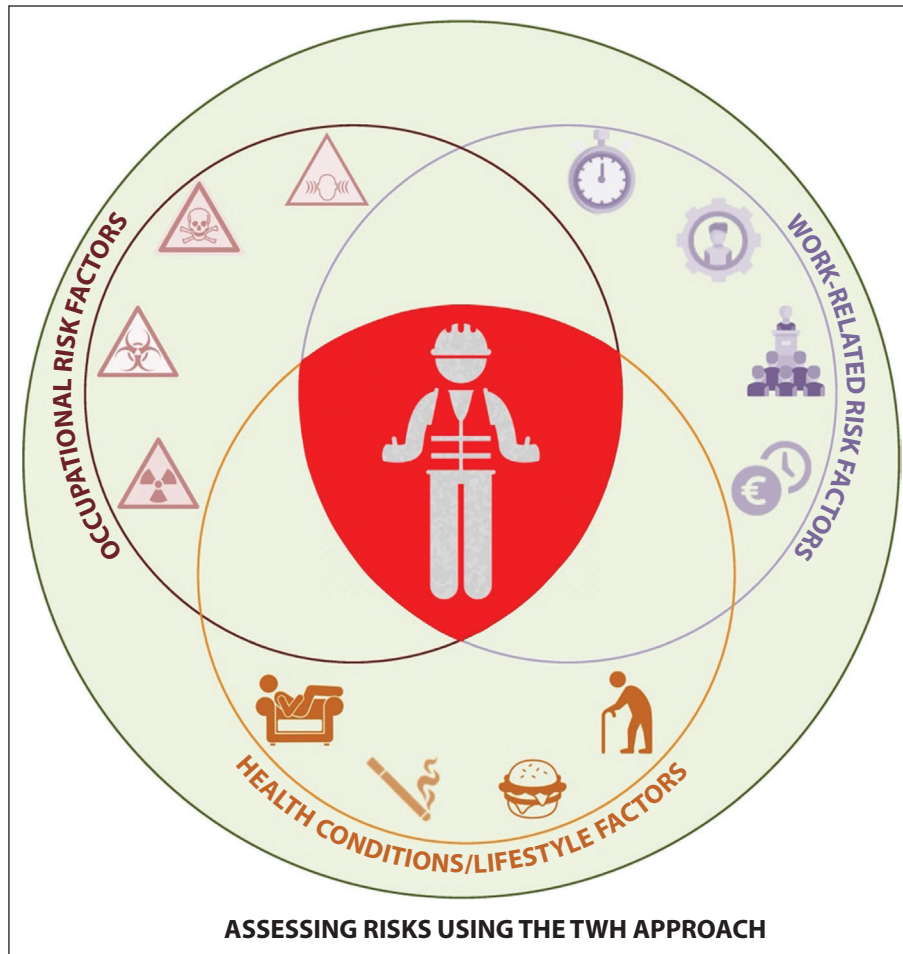 OCCUPATIONAL RISK FACTORS
WORK-RELATED RISK FACTORS
€
HEALTH CONDITIONS/LIFESTYLE FACTORS
ASSESSING RISKS USING THE TWH APPROACH